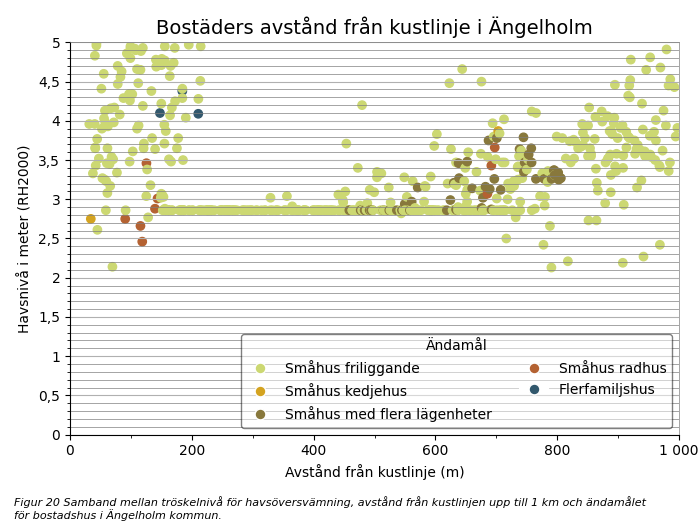 Bostäders avstånd från kustlinje i Ängelholm
5
4,5
4
3,5
3
2,5
2
1,5
1
0,5
0
Havsnivå i meter (RH2000)
0
200
400
600
800
1 000
Avstånd från kustlinje (m)
Ändamål
Småhus friliggande
Småhus kedjehus
Småhus med flera lägenheter
Småhus radhus
Flerfamiljshus
Figur 20 Samband mellan tröskelnivå för havsöversvämning, avstånd från kustlinjen upp till 1 km och ändamålet
för bostadshus i Ängelholm kommun.